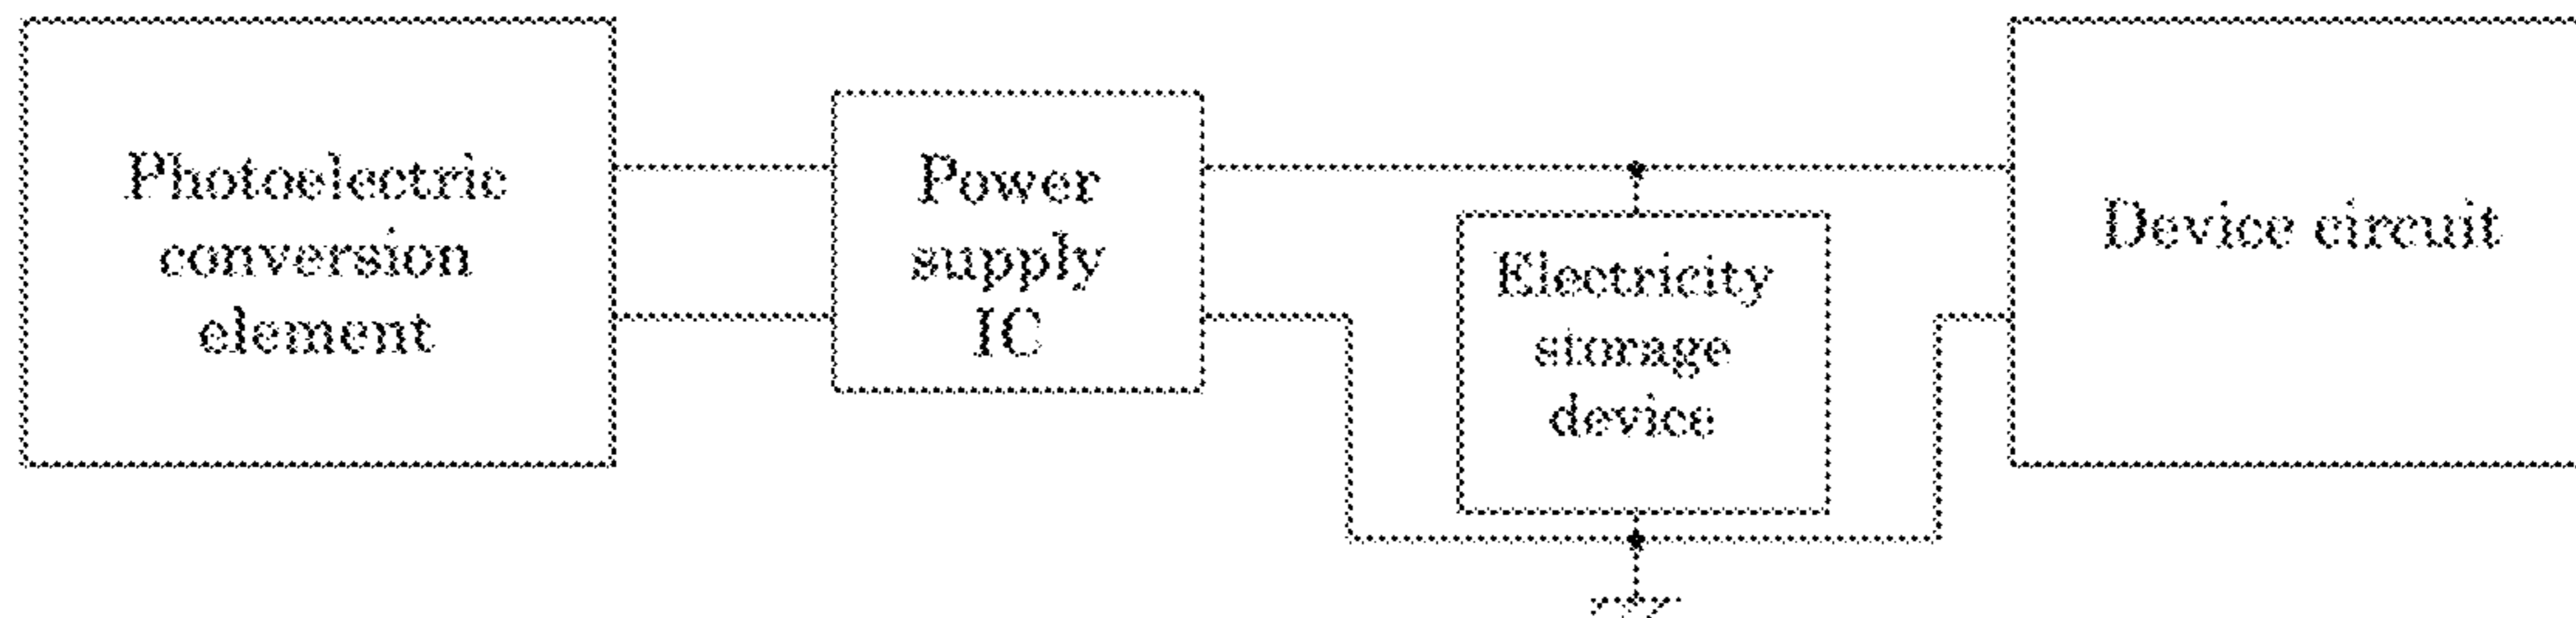 Photoelectric
conversion
element
Power
supply
IC
Electricity
storage
device
Device circuit